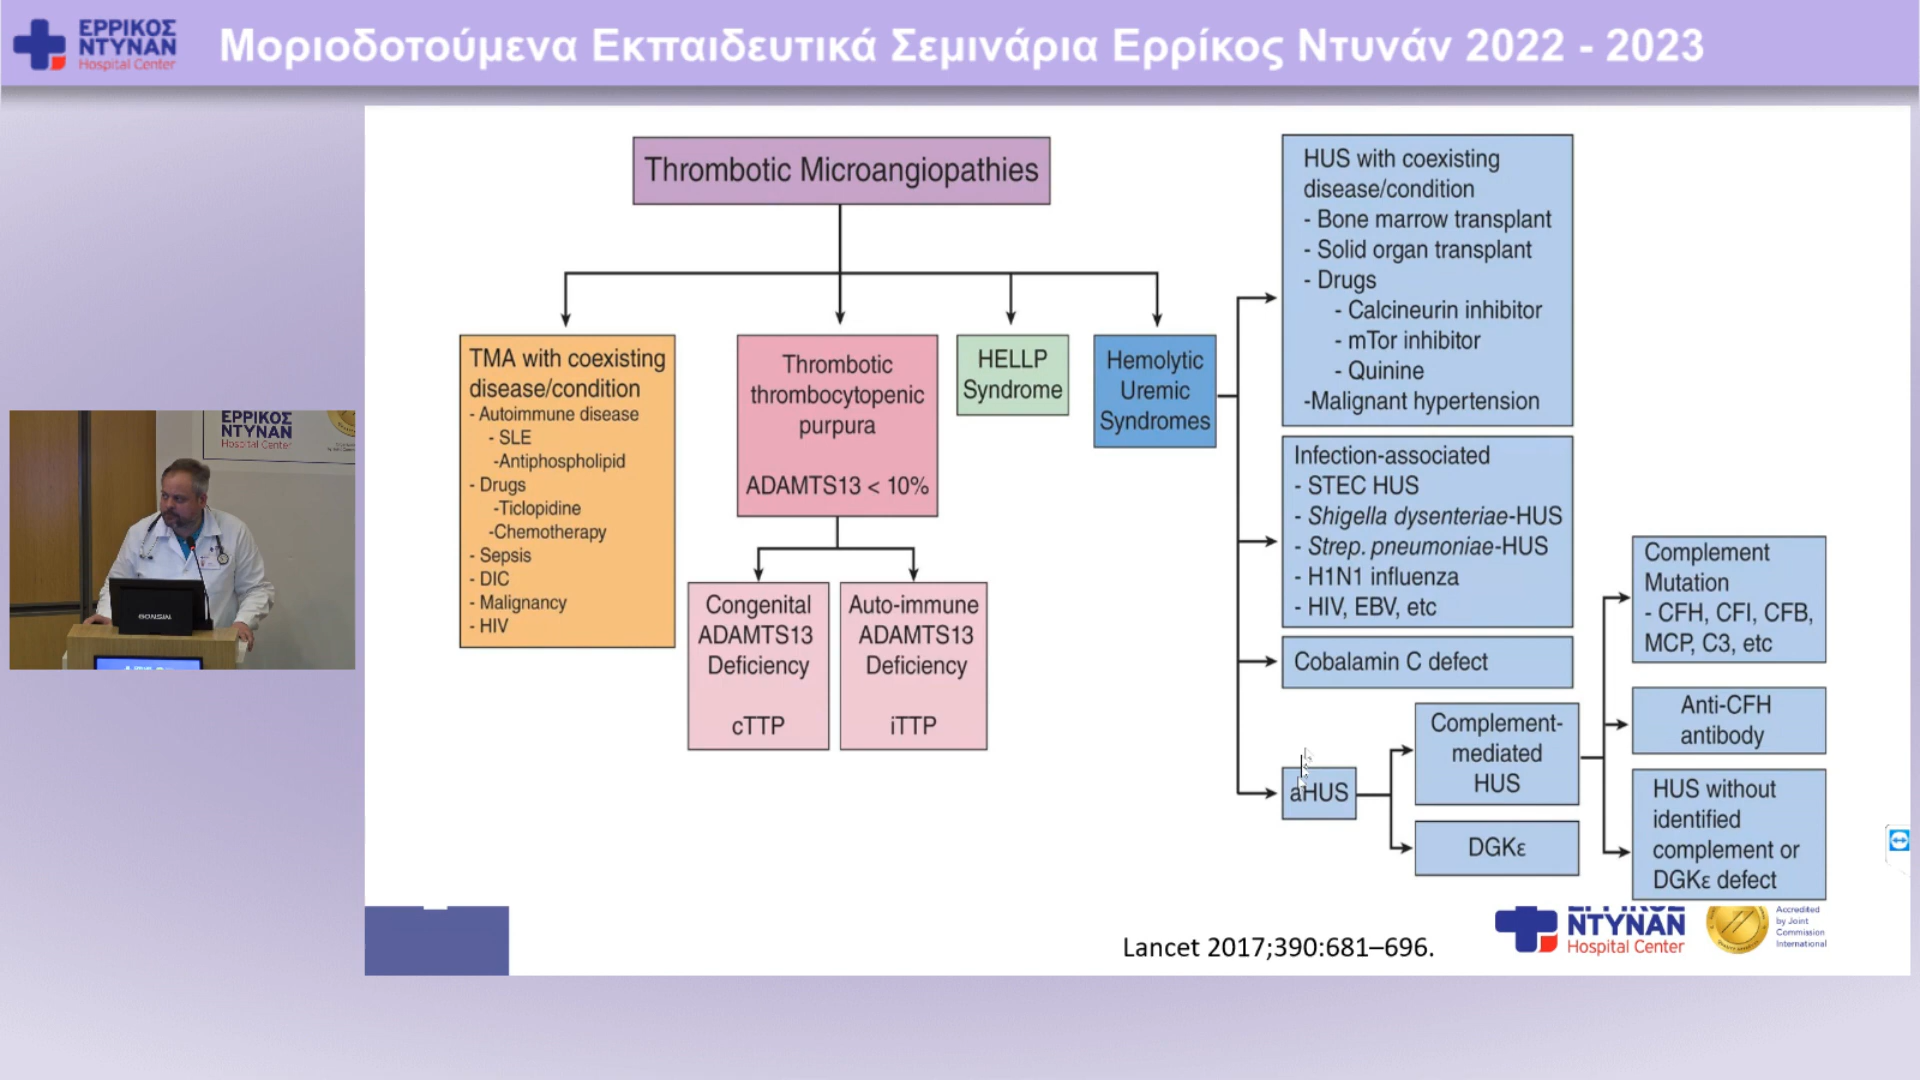 ΕΡΡΙΚΟΣ
ΝΤΥΝΑΝ
Hospital Center
Μοριοδοτούμενα Εκπαιδευτικά Σεμινάρια Ερρίκος Ντυνάν 2022 - 2023
Thrombotic Microangiopathies
TMA with coexisting
disease/condition
- Autoimmune disease
- SLE
-Antiphospholipid
- Drugs
-Ticlopidine
-Chemotherapy
- Sepsis
- DIC
- Malignancy
- HIV
Thrombotic
thrombocytopenic
purpura
ADAMTS13 < 10%
Congenital
ADAMTS13
Deficiency
cTTP
Auto-immune
ADAMTS13
Deficiency
iTTP
HELLP
Syndrome
Hemolytic
Uremic
Syndromes
HUS with coexisting
disease/condition
- Bone marrow transplant
- Solid organ transplant
- Drugs
- Calcineurin inhibitor
- mTor inhibitor
- Quinine
-Malignant hypertension
Infection-associated
- STEC HUS
- Shigella dysenteriae-HUS
- Strep. pneumoniae-HUS
- H1N1 influenza
- HIV, EBV, etc
Cobalamin C defect
aHUS
Complement-
mediated
HUS
DGKε
Complement
Mutation
- CFH, CFI, CFB,
MCP, C3, etc
Anti-CFH
antibody
HUS without
identified
complement or
DGKε defect
Lancet 2017;390:681–696.
ΕΡΡΙΚΟΣ
ΝΤΥΝΑΝ
Hospital Center
Accredited
by Joint
Commission
International
ΕΡΡΙΚΟΣ
ΝΤΥΝΑΝ
Hospital Center